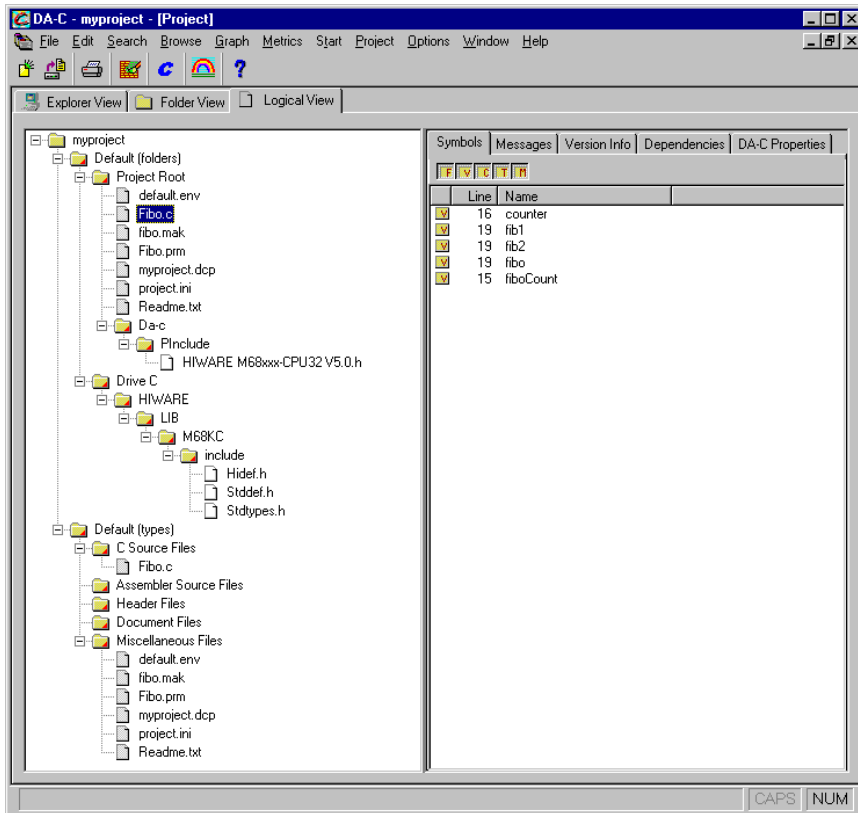 DA-C - myproject - [Project]
File Edit Search Browse Graph Metrics Start Project Options Window Help
Explorer View Folder View Logical View
myproject
Default (folders)
Project Root
default.env
Fibo.c
fibo.mak
Fibo.prm
myproject.dcp
project.ini
Readme.txt
Da-c
PInclude
HIWARE M68xxx-CPU32 V5.0.h
Drive C
HIWARE
LIB
M68KC
include
Hidef.h
Stddef.h
Stdtypes.h
Default (types)
C Source Files
Fibo.c
Assembler Source Files
Header Files
Document Files
Miscellaneous Files
default.env
fibo.mak
Fibo.prm
myproject.dcp
project.ini
Readme.txt
Symbols Messages Version Info Dependencies DA-C Properties
F V C T M
Line Name
V 16 counter
V 19 fib1
V 19 fib2
V 19 fibo
V 15 fiboCount
CAPS NUM